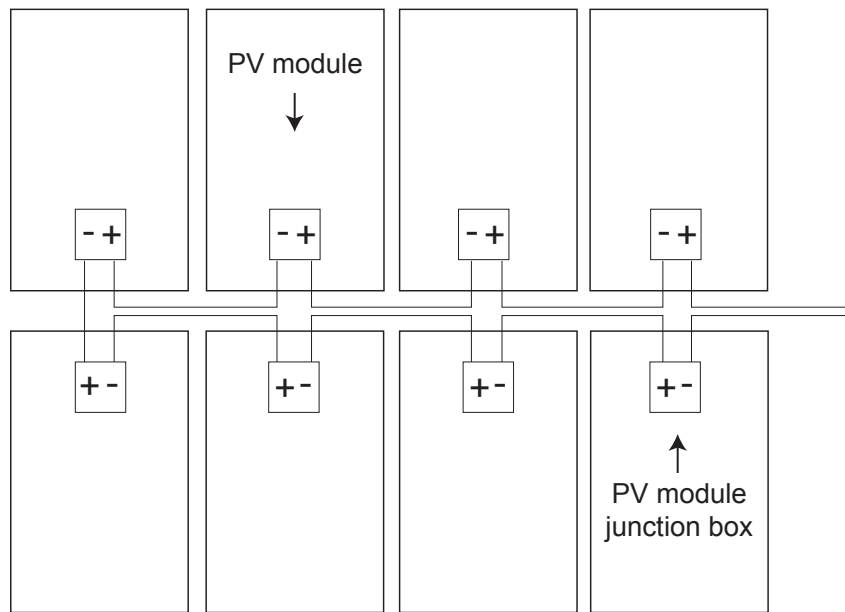 PV module
- +
- +
- +
- +
+ -
+ -
+ -
+ -
PV module
junction box